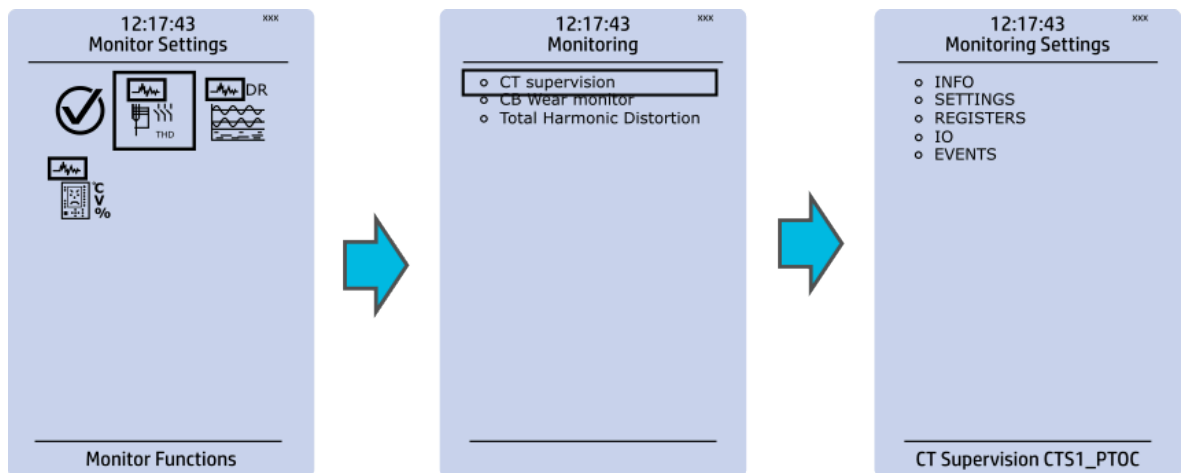 12:17:43 xxx
Monitor Settings
DR
THD
°C
V
%
Monitor Functions
12:17:43 xxx
Monitoring
CT supervision
CB Wear monitor
Total Harmonic Distortion
12:17:43 xxx
Monitoring Settings
INFO
SETTINGS
REGISTERS
IO
EVENTS
CT Supervision CTS1_PTOC